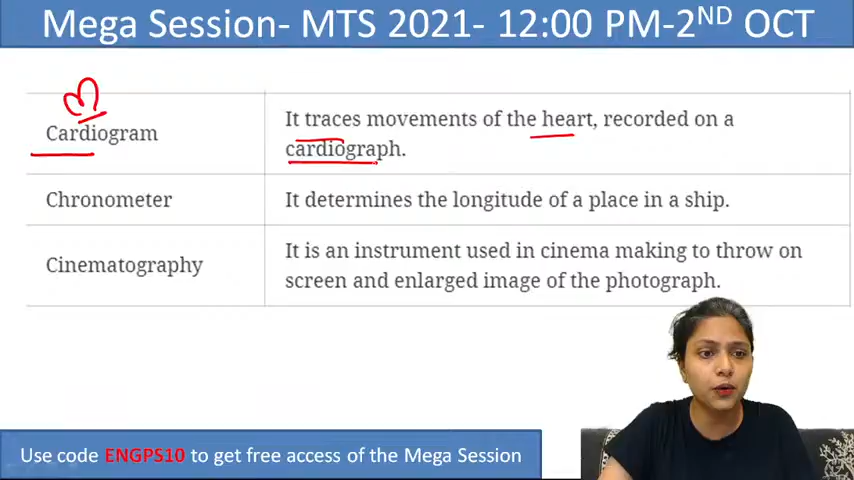 Mega Session- MTS 2021- 12:00 PM-2ND OCT
Cardiogram
It traces movements of the heart, recorded on a
cardiograph.
Chronometer
It determines the longitude of a place in a ship.
Cinematography
It is an instrument used in cinema making to throw on
screen and enlarged image of the photograph.
Use code ENGPS10 to get free access of the Mega Session